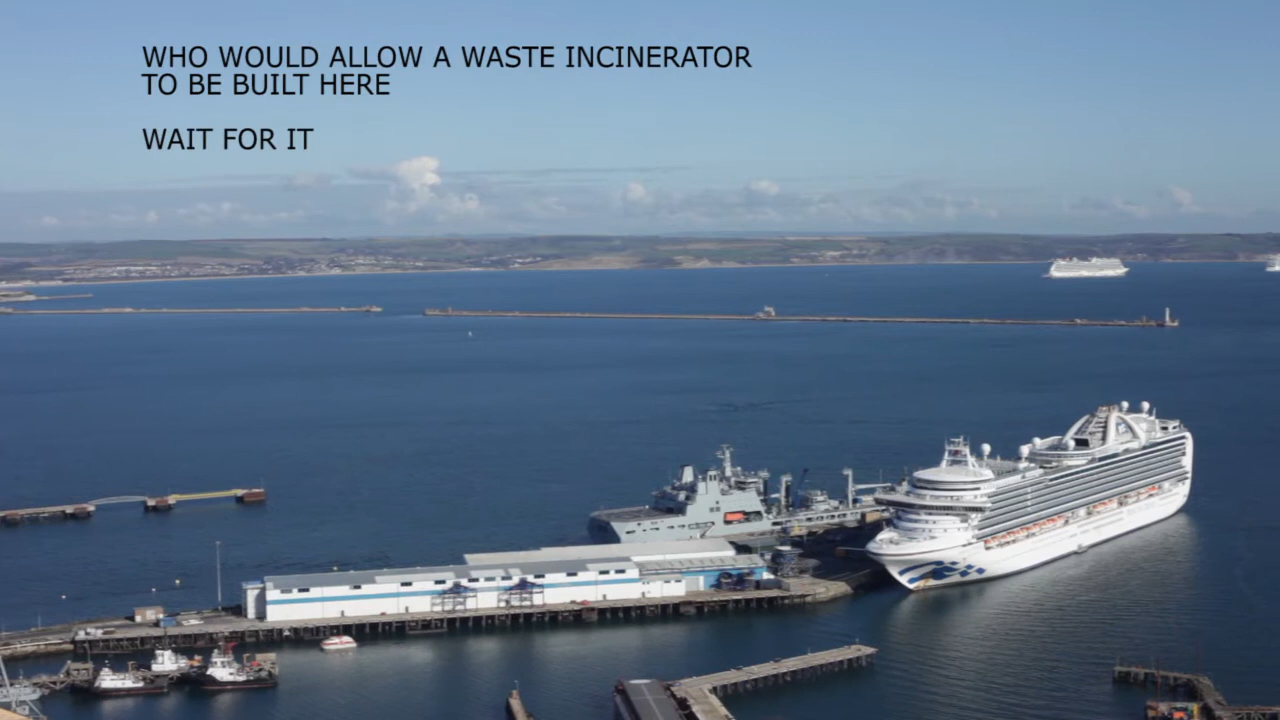 WHO WOULD ALLOW A WASTE INCINERATOR
TO BE BUILT HERE
WAIT FOR IT